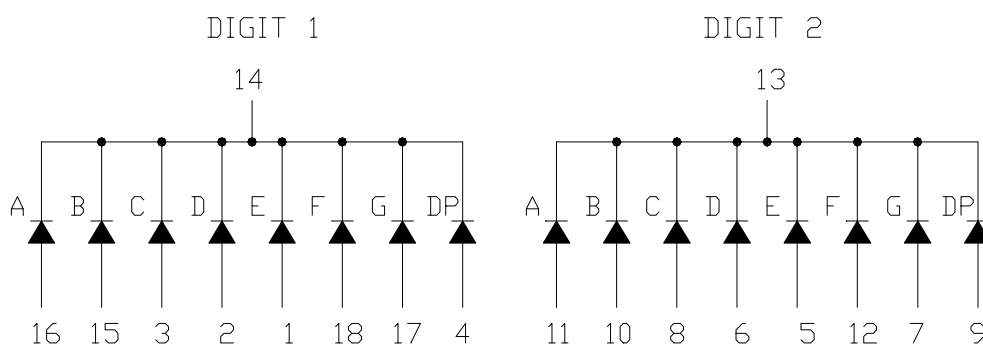 DIGIT 1 DIGIT 2
14 13
A B C D E F G DP A B C D E F G DP
16 15 3 2 1 18 17 4 11 10 8 6 5 12 7 9